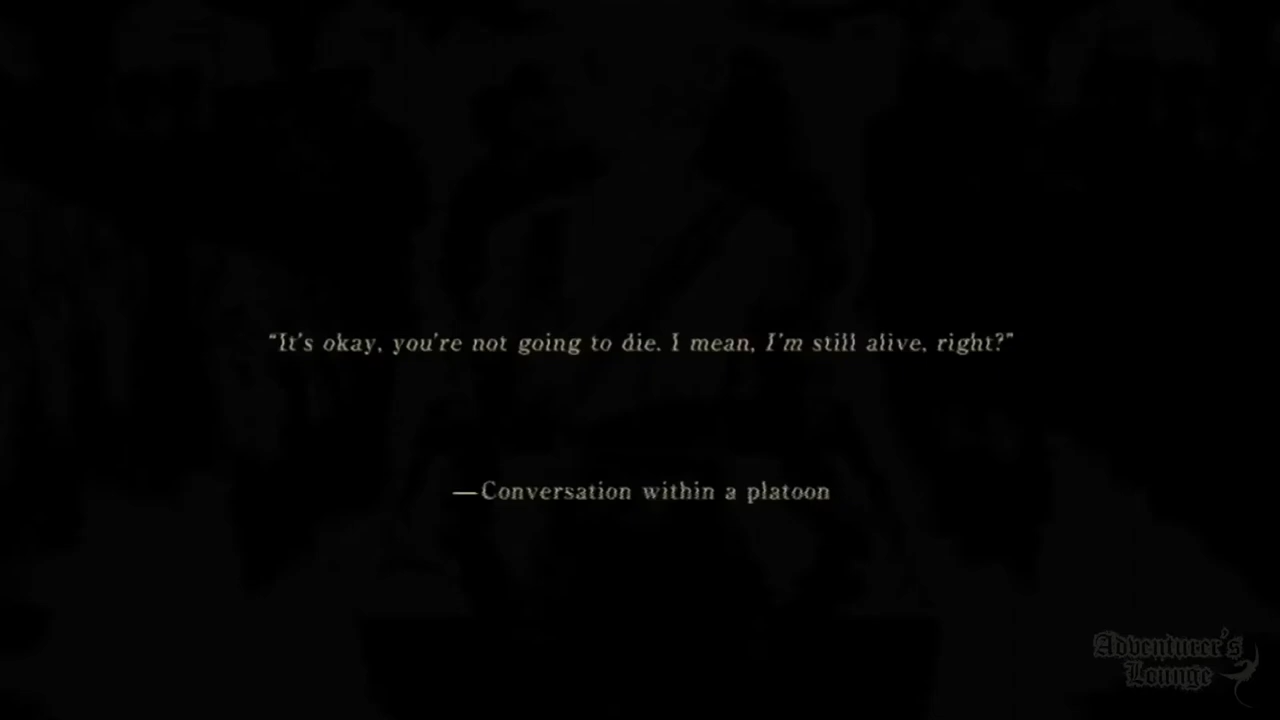 “It's okay, you're not going to die. I mean, I'm still alive, right?”
—Conversation within a platoon
Adventurer's
Lounge